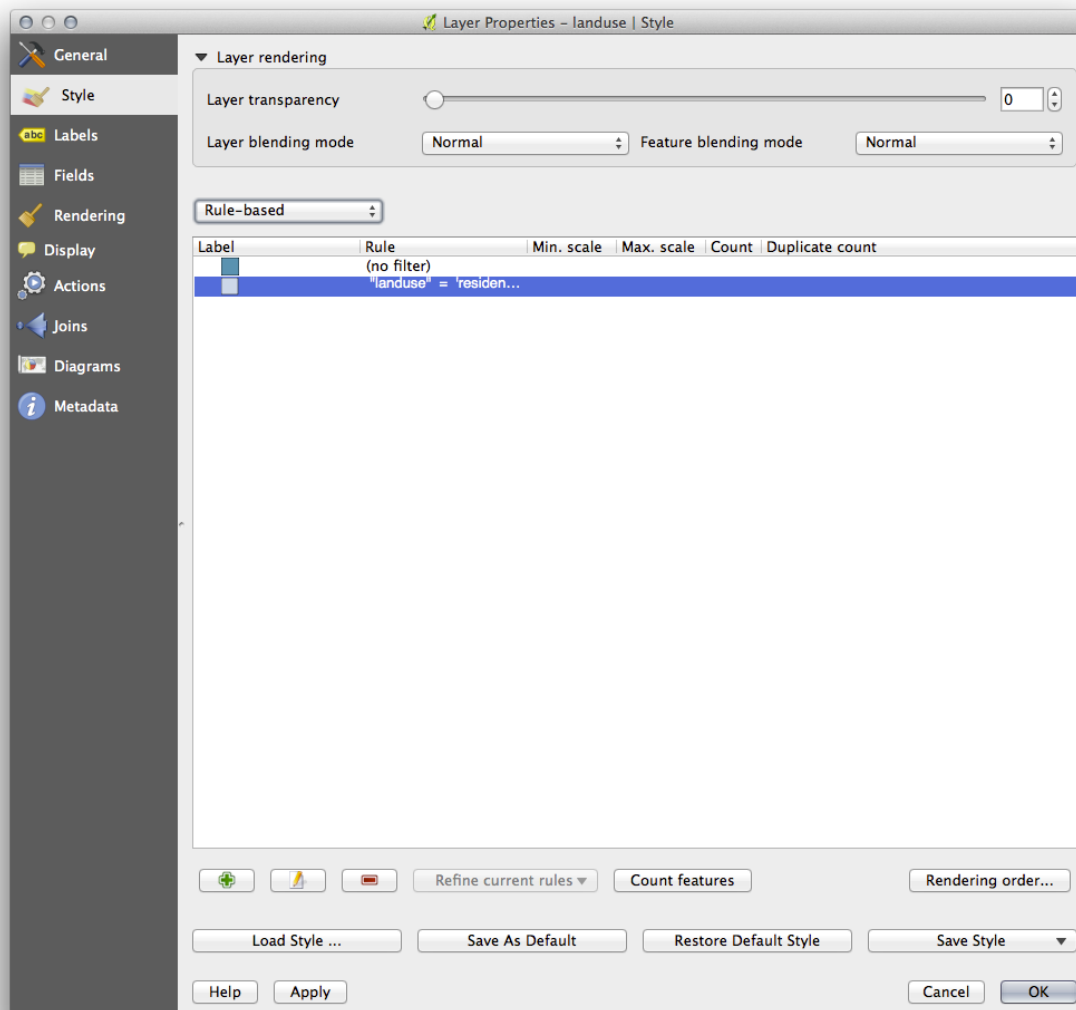 Layer Properties – landuse | Style
General
Style
abc Labels
Fields
Rendering
Display
Actions
Joins
Diagrams
i Metadata
Layer rendering
Layer transparency 0
Layer blending mode Normal Feature blending mode Normal
Rule-based
Label Rule Min. scale Max. scale Count Duplicate count
(no filter)
"landuse" = 'residen...
Refine current rules Count features Rendering order...
Load Style ... Save As Default Restore Default Style Save Style
Help Apply Cancel OK